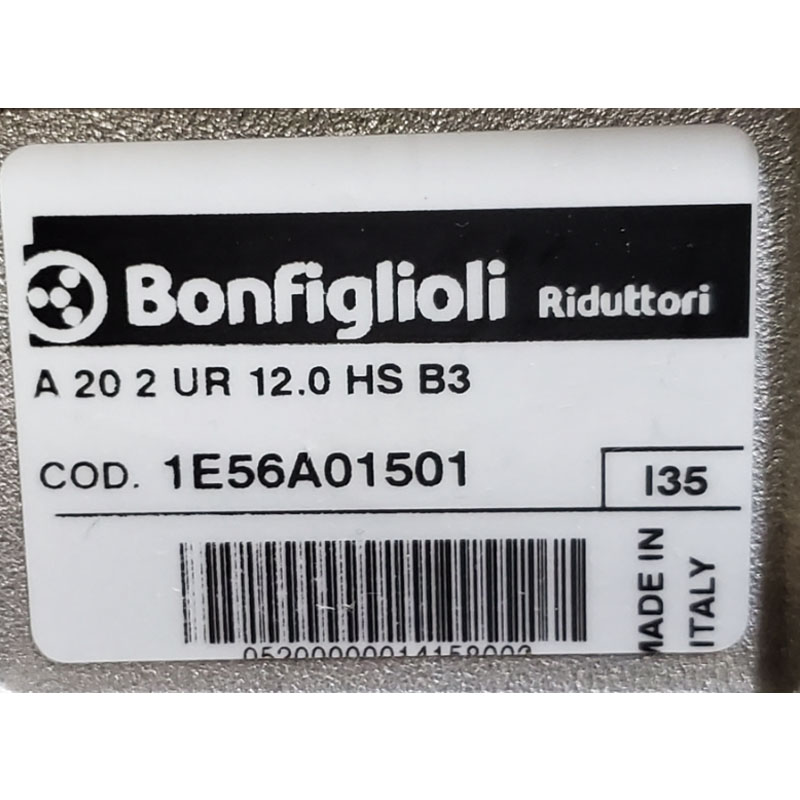 Bonfiglioli Riduttori
A 20 2 UR 12.0 HS B3
COD. 1E56A01501
I35
MADE IN
ITALY